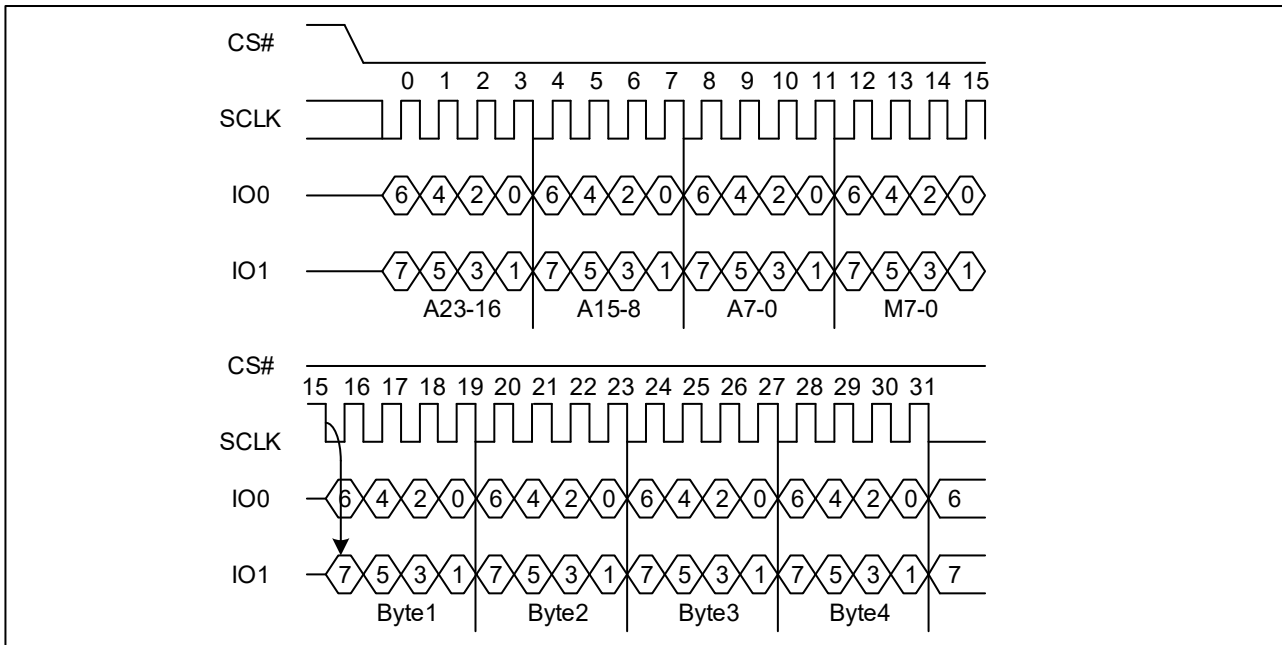 CS#
0 1 2 3 4 5 6 7 8 9 10 11 12 13 14 15
SCLK
IO0 6 4 2 0 6 4 2 0 6 4 2 0 6 4 2 0
IO1 7 5 3 1 7 5 3 1 7 5 3 1 7 5 3 1
A23-16 A15-8 A7-0 M7-0
CS#
15 16 17 18 19 20 21 22 23 24 25 26 27 28 29 30 31
SCLK
IO0 6 4 2 0 6 4 2 0 6 4 2 0 6 4 2 0 6
IO1 7 5 3 1 7 5 3 1 7 5 3 1 7 5 3 1 7
Byte1 Byte2 Byte3 Byte4